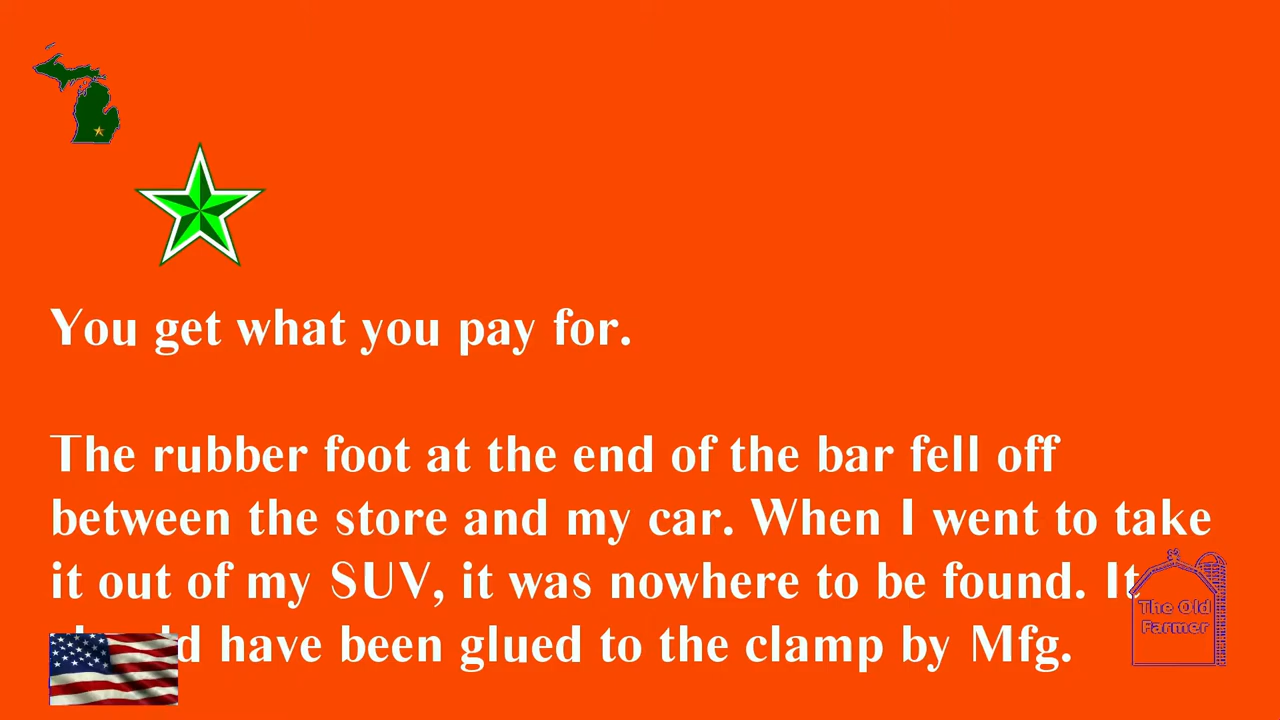 You get what you pay for.
The rubber foot at the end of the bar fell off
between the store and my car. When I went to take
it out of my SUV, it was nowhere to be found. It
have been glued to the clamp by Mfg.
The Old
Farmer